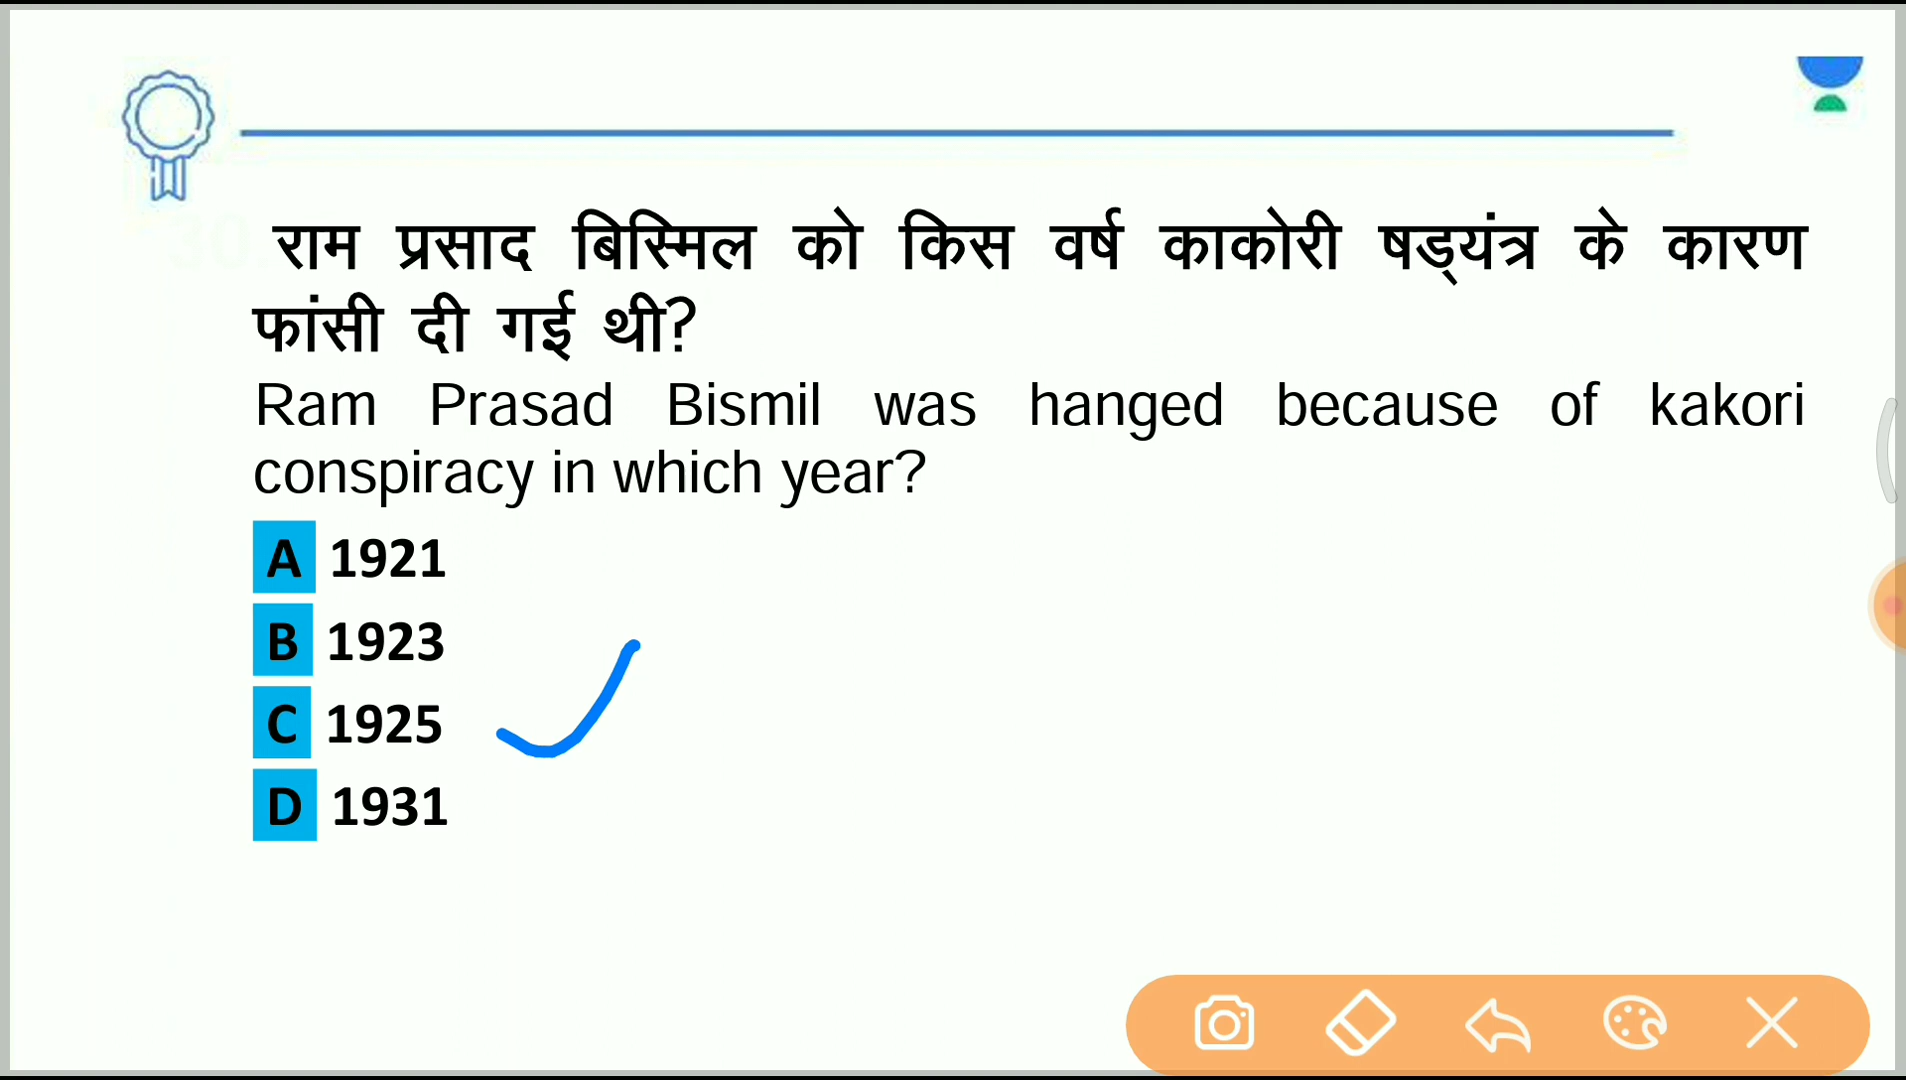 राम प्रसाद बिस्मिल को किस वर्ष काकोरी षड्यंत्र के कारण
फांसी दी गई थी?
Ram Prasad Bismil was hanged because of kakori
conspiracy in which year?
A 1921
B 1923
C 1925
D 1931